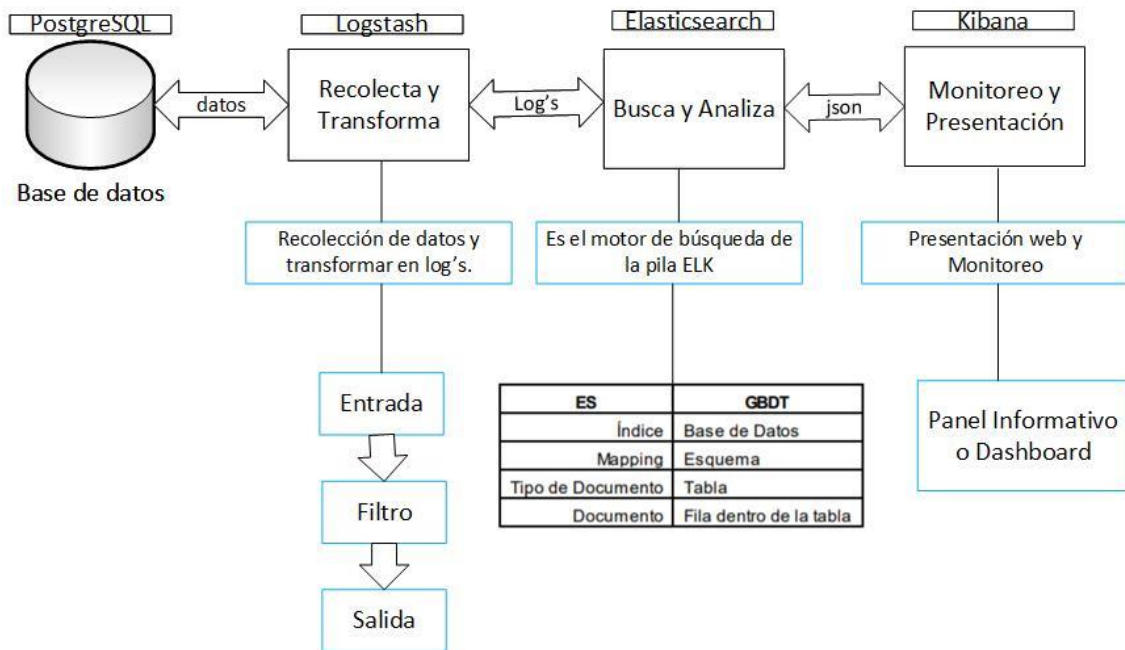 PostgreSQL
Logstash
Elasticsearch
Kibana
datos
Recolecta y
Transforma
Log's
Busca y Analiza
json
Monitoreo y
Presentación
Base de datos
Recolección de datos y
transformar en log's.
Es el motor de búsqueda de
la pila ELK
Presentación web y
Monitoreo
Entrada
Filtro
Salida
ES GBDT
Índice Base de Datos
Mapping Esquema
Tipo de Documento Tabla
Documento Fila dentro de la tabla
Panel Informativo
o Dashboard